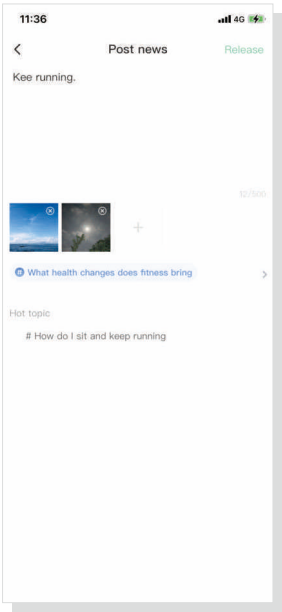 11:36
4G
Post news
Release
Kee running.
12/500
# What health changes does fitness bring
Hot topic
# How do I sit and keep running